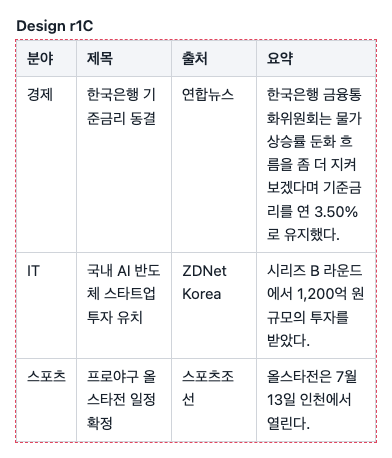 Design r1C
분야 제목 출처 요약
경제 한국은행 기 연합뉴스 한국은행 금융통
준금리 동결 화위원회는 물가
상승률 둔화 흐
름을 좀 더 지켜
보겠다며 기준금
리를 연 3.50%
로 유지했다.
IT 국내 AI 반도 ZDNet 시리즈 B 라운드
체 스타트업 Korea 에서 1,200억 원
투자 유치 규모의 투자를
받았다.
스포츠 프로야구 올 스포츠조 올스타전은 7월
스타전 일정 선 13일 인천에서
확정 열린다.